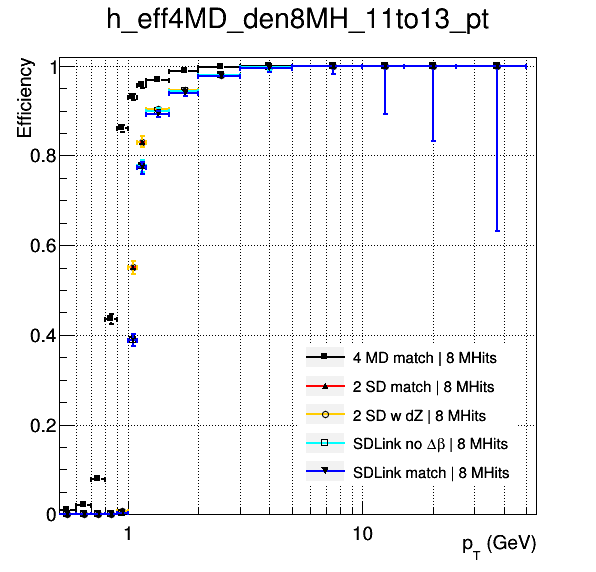 h_eff4MD_den8MH_11to13_pt
Efficiency
1
0.8
0.6
0.4
0.2
0
4 MD match | 8 MHits
2 SD match | 8 MHits
2 SD w dZ | 8 MHits
SDLink no Δβ | 8 MHits
SDLink match | 8 MHits
1
10
p_T (GeV)